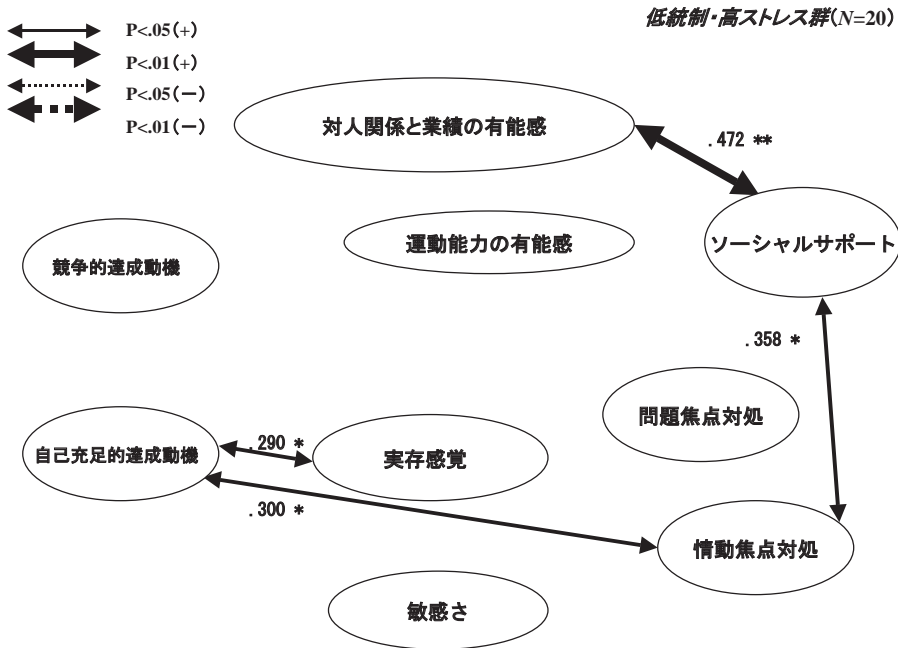 低統制・高ストレス群(N=20)
P<.05(+)
P<.01(+)
P<.05(−)
P<.01(−)
対人関係と業績の有能感
.472 **
運動能力の有能感
ソーシャルサポート
競争的達成動機
.358 *
問題焦点対処
自己充足的達成動機
.290 *
実存感覚
.300 *
情動焦点対処
敏感さ